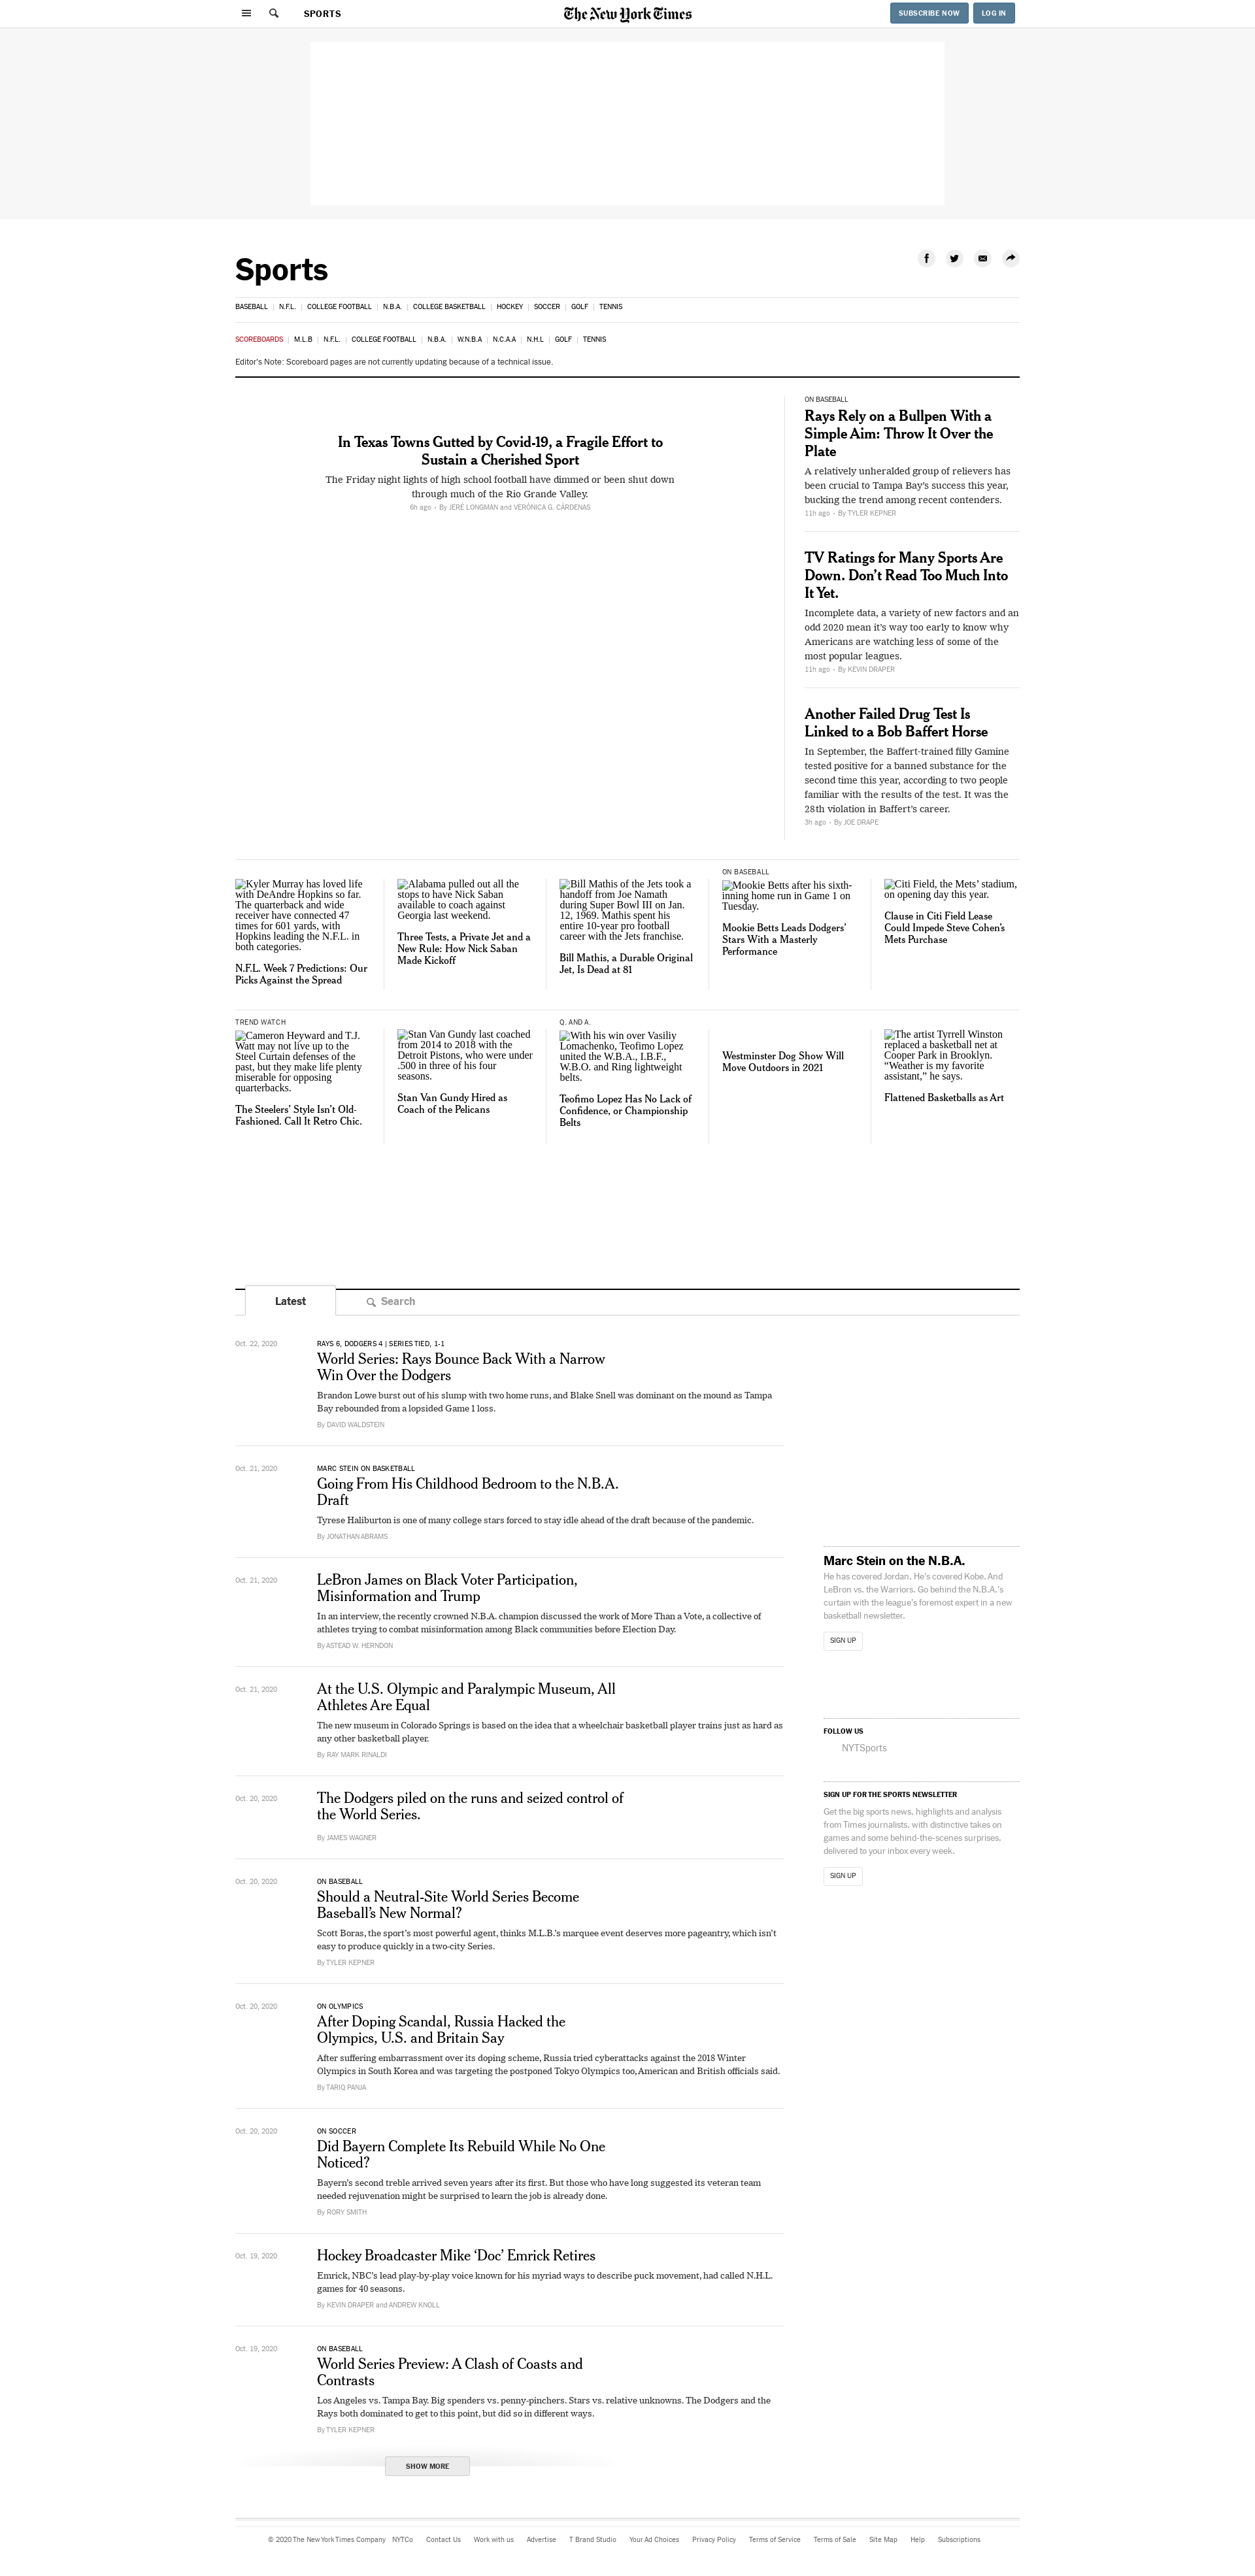 SPORTS
The New York Times
SUBSCRIBE NOW
LOG IN
Sports
BASEBALL | N.F.L. | COLLEGE FOOTBALL | N.B.A. | COLLEGE BASKETBALL | HOCKEY | SOCCER | GOLF | TENNIS
SCOREBOARDS | M.L.B | N.F.L. | COLLEGE FOOTBALL | N.B.A. | W.N.B.A | N.C.A.A | N.H.L | GOLF | TENNIS
Editor's Note: Scoreboard pages are not currently updating because of a technical issue.
In Texas Towns Gutted by Covid-19, a Fragile Effort to
Sustain a Cherished Sport
The Friday night lights of high school football have dimmed or been shut down
through much of the Rio Grande Valley.
6h ago • By JERÉ LONGMAN and VERÓNICA G. CÁRDENAS
ON BASEBALL
Rays Rely on a Bullpen With a
Simple Aim: Throw It Over the
Plate
A relatively unheralded group of relievers has
been crucial to Tampa Bay's success this year,
bucking the trend among recent contenders.
11h ago • By TYLER KEPNER
TV Ratings for Many Sports Are
Down. Don't Read Too Much Into
It Yet.
Incomplete data, a variety of new factors and an
odd 2020 mean it's way too early to know why
Americans are watching less of some of the
most popular leagues.
11h ago • By KEVIN DRAPER
Another Failed Drug Test Is
Linked to a Bob Baffert Horse
In September, the Baffert-trained filly Gamine
tested positive for a banned substance for the
second time this year, according to two people
familiar with the results of the test. It was the
28th violation in Baffert's career.
3h ago • By JOE DRAPE
Kyler Murray has loved life
with DeAndre Hopkins so far.
The quarterback and wide
receiver have connected 47
times for 601 yards, with
Hopkins leading the N.F.L. in
both categories.
N.F.L. Week 7 Predictions: Our
Picks Against the Spread
Alabama pulled out all the
stops to have Nick Saban
available to coach against
Georgia last weekend.
Three Tests, a Private Jet and a
New Rule: How Nick Saban
Made Kickoff
Bill Mathis of the Jets took a
handoff from Joe Namath
during Super Bowl III on Jan.
12, 1969. Mathis spent his
entire 10-year pro football
career with the Jets franchise.
Bill Mathis, a Durable Original
Jet, Is Dead at 81
ON BASEBALL
Mookie Betts after his sixth-
inning home run in Game 1 on
Tuesday.
Mookie Betts Leads Dodgers'
Stars With a Masterly
Performance
Citi Field, the Mets' stadium,
on opening day this year.
Clause in Citi Field Lease
Could Impede Steve Cohen's
Mets Purchase
TREND WATCH
Cameron Heyward and T.J.
Watt may not live up to the
Steel Curtain defenses of the
past, but they make life plenty
miserable for opposing
quarterbacks.
The Steelers' Style Isn't Old-
Fashioned. Call It Retro Chic.
Stan Van Gundy last coached
from 2014 to 2018 with the
Detroit Pistons, who were under
.500 in three of his four
seasons.
Stan Van Gundy Hired as
Coach of the Pelicans
Q. AND A.
With his win over Vasiliy
Lomachenko, Teofimo Lopez
united the W.B.A., I.B.F.,
W.B.O. and Ring lightweight
belts.
Teofimo Lopez Has No Lack of
Confidence, or Championship
Belts
Westminster Dog Show Will
Move Outdoors in 2021
The artist Tyrrell Winston
replaced a basketball net at
Cooper Park in Brooklyn.
“Weather is my favorite
assistant,” he says.
Flattened Basketballs as Art
Latest
Search
Oct. 22, 2020
RAYS 6, DODGERS 4 | SERIES TIED, 1-1
World Series: Rays Bounce Back With a Narrow
Win Over the Dodgers
Brandon Lowe burst out of his slump with two home runs, and Blake Snell was dominant on the mound as Tampa
Bay rebounded from a lopsided Game 1 loss.
By DAVID WALDSTEIN
Oct. 21, 2020
MARC STEIN ON BASKETBALL
Going From His Childhood Bedroom to the N.B.A.
Draft
Tyrese Haliburton is one of many college stars forced to stay idle ahead of the draft because of the pandemic.
By JONATHAN ABRAMS
Oct. 21, 2020
LeBron James on Black Voter Participation,
Misinformation and Trump
In an interview, the recently crowned N.B.A. champion discussed the work of More Than a Vote, a collective of
athletes trying to combat misinformation among Black communities before Election Day.
By ASTEAD W. HERNDON
Oct. 21, 2020
At the U.S. Olympic and Paralympic Museum, All
Athletes Are Equal
The new museum in Colorado Springs is based on the idea that a wheelchair basketball player trains just as hard as
any other basketball player.
By RAY MARK RINALDI
Oct. 20, 2020
The Dodgers piled on the runs and seized control of
the World Series.
By JAMES WAGNER
Oct. 20, 2020
ON BASEBALL
Should a Neutral-Site World Series Become
Baseball's New Normal?
Scott Boras, the sport's most powerful agent, thinks M.L.B.'s marquee event deserves more pageantry, which isn't
easy to produce quickly in a two-city Series.
By TYLER KEPNER
Oct. 20, 2020
ON OLYMPICS
After Doping Scandal, Russia Hacked the
Olympics, U.S. and Britain Say
After suffering embarrassment over its doping scheme, Russia tried cyberattacks against the 2018 Winter
Olympics in South Korea and was targeting the postponed Tokyo Olympics too, American and British officials said.
By TARIQ PANJA
Oct. 20, 2020
ON SOCCER
Did Bayern Complete Its Rebuild While No One
Noticed?
Bayern's second treble arrived seven years after its first. But those who have long suggested its veteran team
needed rejuvenation might be surprised to learn the job is already done.
By RORY SMITH
Oct. 19, 2020
Hockey Broadcaster Mike ‘Doc’ Emrick Retires
Emrick, NBC's lead play-by-play voice known for his myriad ways to describe puck movement, had called N.H.L.
games for 40 seasons.
By KEVIN DRAPER and ANDREW KNOLL
Oct. 19, 2020
ON BASEBALL
World Series Preview: A Clash of Coasts and
Contrasts
Los Angeles vs. Tampa Bay. Big spenders vs. penny-pinchers. Stars vs. relative unknowns. The Dodgers and the
Rays both dominated to get to this point, but did so in different ways.
By TYLER KEPNER
SHOW MORE
Marc Stein on the N.B.A.
He has covered Jordan. He's covered Kobe. And
LeBron vs. the Warriors. Go behind the N.B.A.'s
curtain with the league's foremost expert in a new
basketball newsletter.
SIGN UP
FOLLOW US
NYTSports
SIGN UP FOR THE SPORTS NEWSLETTER
Get the big sports news, highlights and analysis
from Times journalists, with distinctive takes on
games and some behind-the-scenes surprises,
delivered to your inbox every week.
SIGN UP
© 2020 The New York Times Company NYTCo Contact Us Work with us Advertise T Brand Studio Your Ad Choices Privacy Policy Terms of Service Terms of Sale Site Map Help Subscriptions